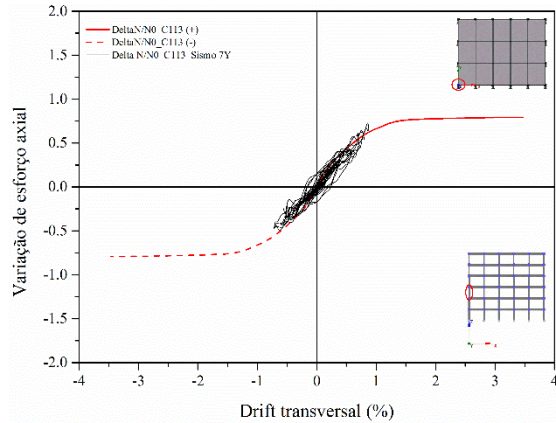 DeltaN/N0_C113 (+)
DeltaN/N0_C113 (-)
Delta N/N0_C113_Sismo 7Y
2.0
1.5
1.0
0.5
0.0
-0.5
-1.0
-1.5
-2.0
Variação de esforço axial
-4 -3 -2 -1 0 1 2 3 4
Drift transversal (%)